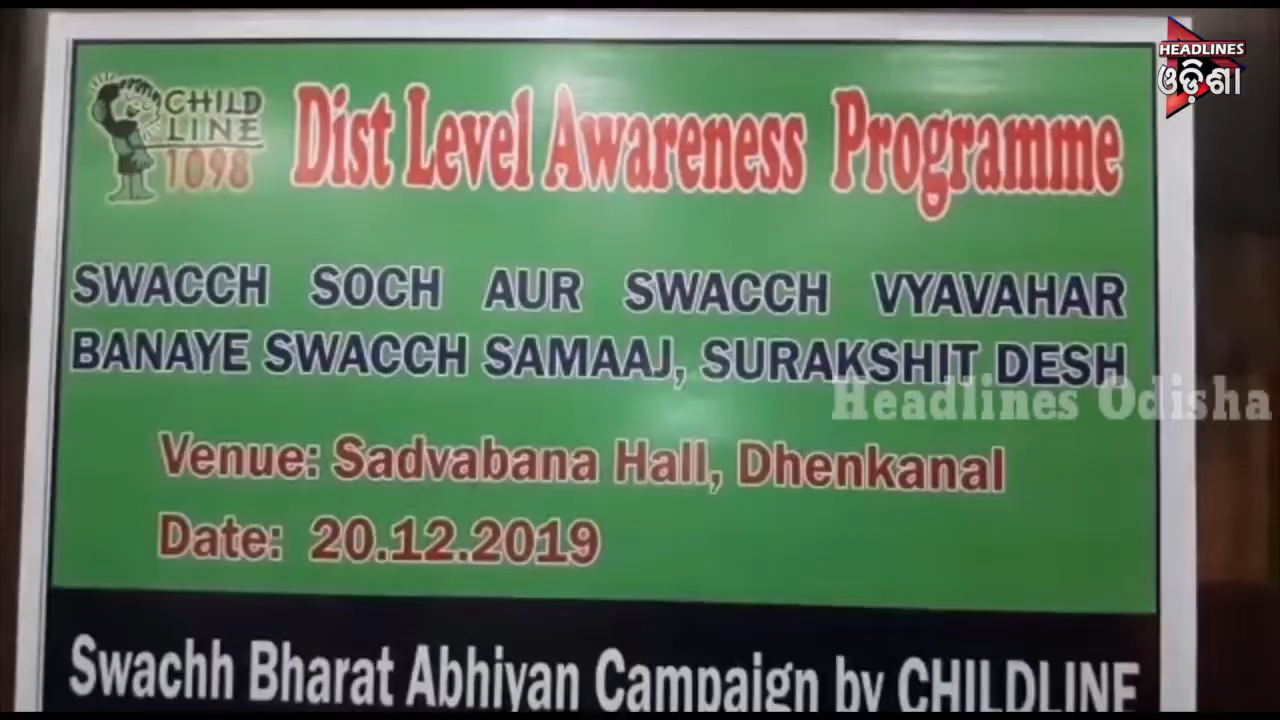 HEADLINES
ଓଡ଼ିଶା
CHILD
LINE
1098
Dist Level Awareness Programme
SWACCH SOCH AUR SWACCH VYAVAHAR
BANAYE SWACCH SAMAAJ, SURAKSHIT DESH
Headlines Odisha
Venue: Sadvabana Hall, Dhenkanal
Date: 20.12.2019
Swachh Bharat Abhiyan Campaign by CHILDLINE